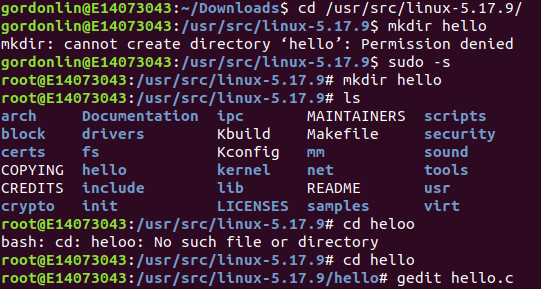 gordonlin@E14073043:~/Downloads$ cd /usr/src/linux-5.17.9/
gordonlin@E14073043:/usr/src/linux-5.17.9$ mkdir hello
mkdir: cannot create directory ‘hello’: Permission denied
gordonlin@E14073043:/usr/src/linux-5.17.9$ sudo -s
root@E14073043:/usr/src/linux-5.17.9# mkdir hello
root@E14073043:/usr/src/linux-5.17.9# ls
arch Documentation ipc MAINTAINERS scripts
block drivers Kbuild Makefile security
certs fs Kconfig mm sound
COPYING hello kernel net tools
CREDITS include lib README usr
crypto init LICENSES samples virt
root@E14073043:/usr/src/linux-5.17.9# cd heloo
bash: cd: heloo: No such file or directory
root@E14073043:/usr/src/linux-5.17.9# cd hello
root@E14073043:/usr/src/linux-5.17.9/hello# gedit hello.c